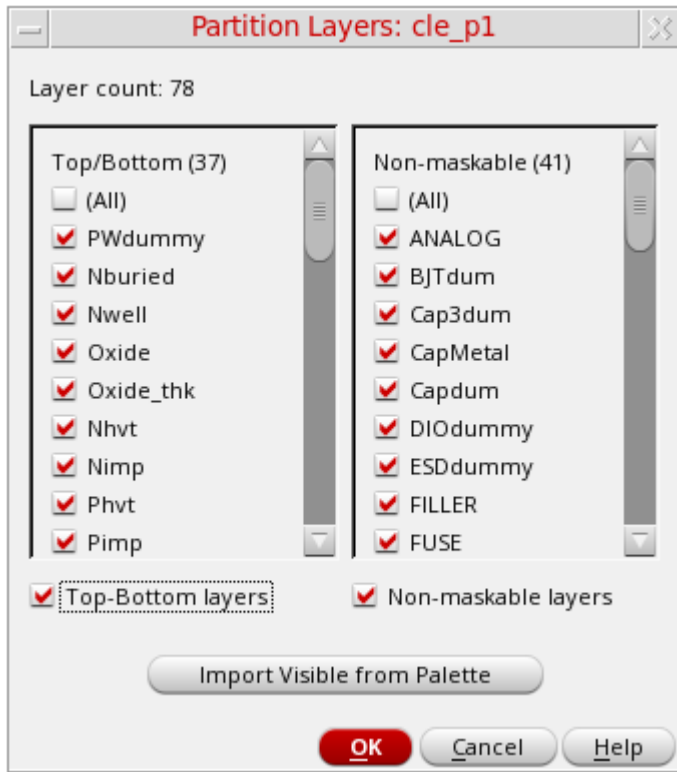 Partition Layers: cle_p1
Layer count: 78
Top/Bottom (37)
(All)
PWdummy
Nburied
Nwell
Oxide
Oxide_thk
Nhvt
Nimp
Phvt
Pimp
Non-maskable (41)
(All)
ANALOG
BJTdum
Cap3dum
CapMetal
Capdum
DIOdummy
ESDdummy
FILLER
FUSE
Top-Bottom layers
Non-maskable layers
Import Visible from Palette
OK
Cancel
Help